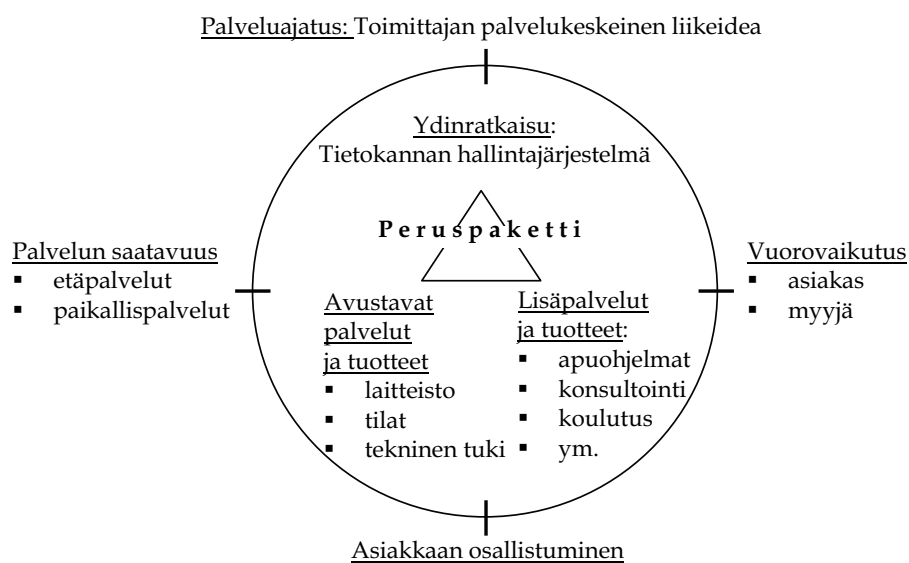 Palveluajatus: Toimittajan palvelukeskeinen liikeidea
Ydinratkaisu:
Tietokannan hallintajärjestelmä
Peruspaketti
Palvelun saatavuus
▪ etäpalvelut
▪ paikallispalvelut
Vuorovaikutus
▪ asiakas
▪ myyjä
Avustavat
palvelut
ja tuotteet
▪ laitteisto
▪ tilat
▪ tekninen tuki
Lisäpalvelut
ja tuotteet:
▪ apuohjelmat
▪ konsultointi
▪ koulutus
▪ ym.
Asiakkaan osallistuminen